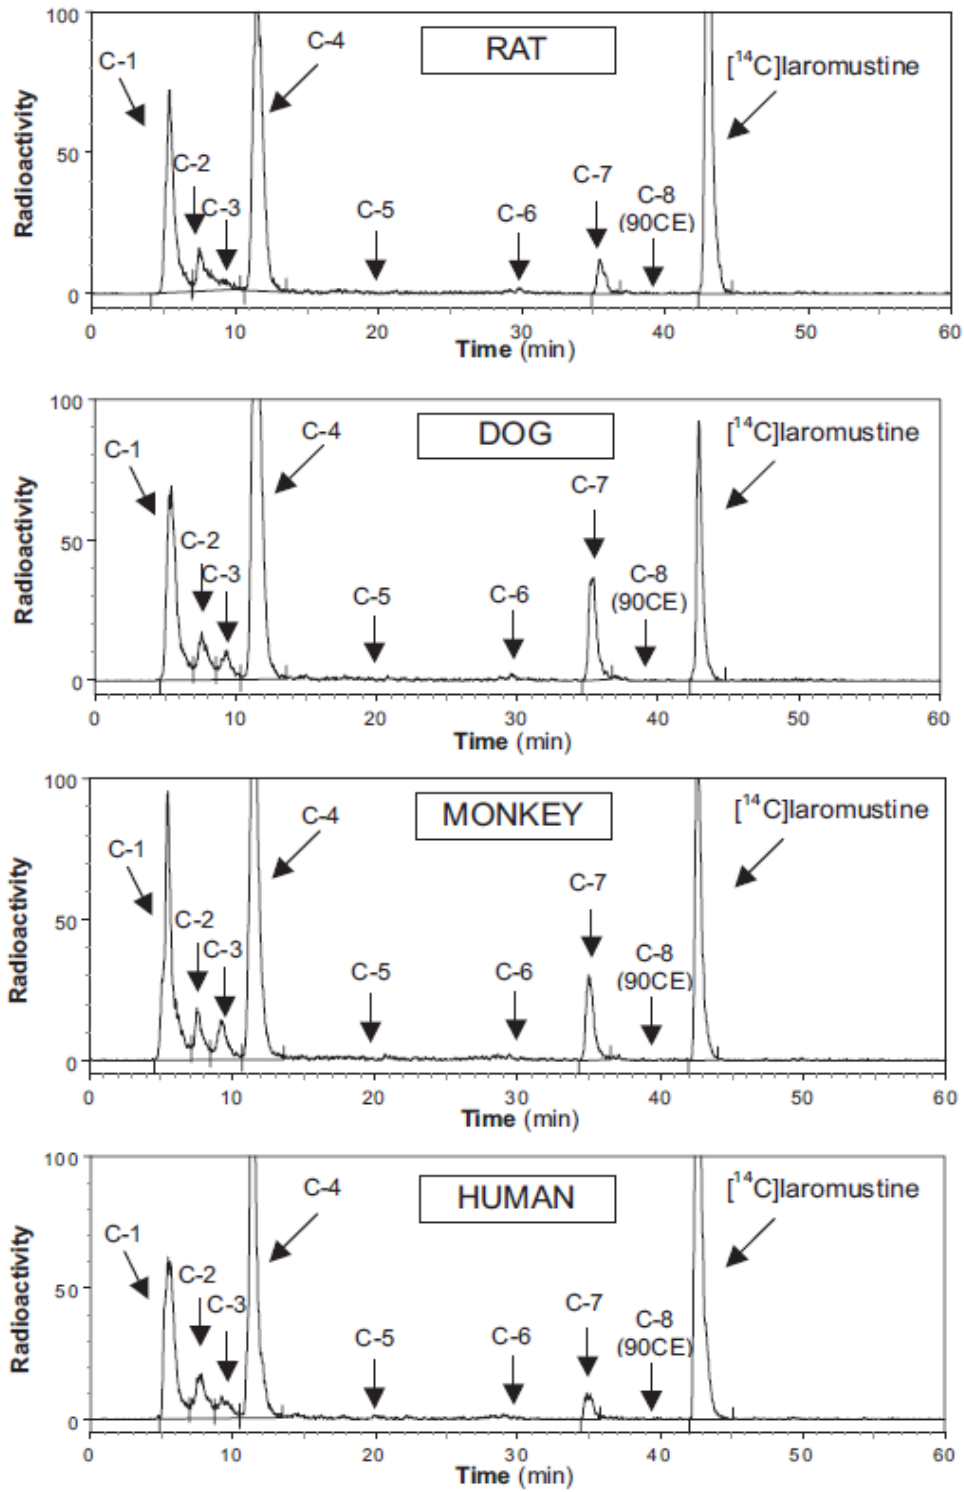 RAT
100
50
0
Radioactivity
C-1
C-2
C-3
C-4
C-5
C-6
C-7
C-8
(90CE)
[14C]laromustine
0 10 20 30 40 50 60
Time (min)
DOG
100
50
0
Radioactivity
C-1
C-2
C-3
C-4
C-5
C-6
C-7
C-8
(90CE)
[14C]laromustine
0 10 20 30 40 50 60
Time (min)
MONKEY
100
50
0
Radioactivity
C-1
C-2
C-3
C-4
C-5
C-6
C-7
C-8
(90CE)
[14C]laromustine
0 10 20 30 40 50 60
Time (min)
HUMAN
100
50
0
Radioactivity
C-1
C-2
C-3
C-4
C-5
C-6
C-7
C-8
(90CE)
[14C]laromustine
0 10 20 30 40 50 60
Time (min)